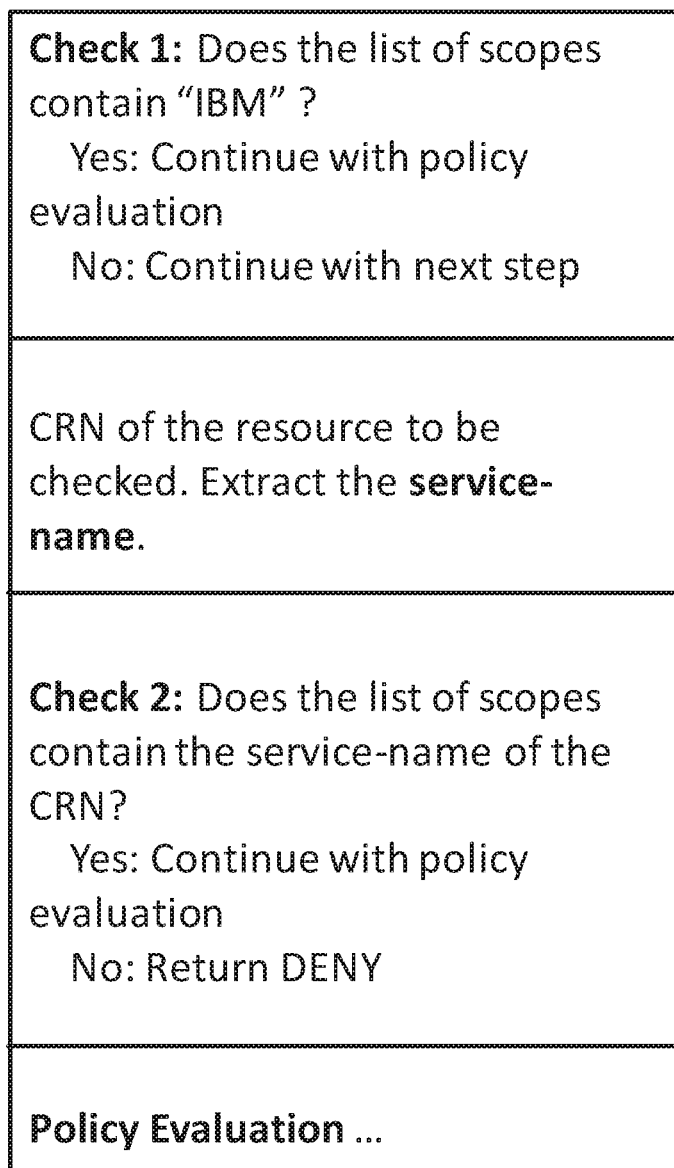 Check 1: Does the list of scopes
contain “IBM” ?
Yes: Continue with policy
evaluation
No: Continue with next step
CRN of the resource to be
checked. Extract the service-
name.
Check 2: Does the list of scopes
contain the service-name of the
CRN?
Yes: Continue with policy
evaluation
No: Return DENY
Policy Evaluation ...